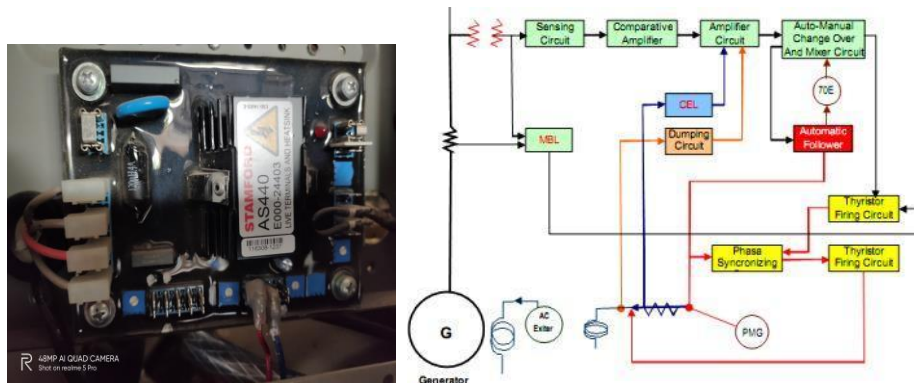 STAMFORD
AS440
E000-24403
LIVE TERMINALS AND HEATSINK
48MP AI QUAD CAMERA
Shot on realme 5 Pro
Sensing
Circuit
Comparative
Amplifier
Amplifier
Circuit
Auto-Manual
Change Over
And Mixer Circuit
70E
CEL
Dumping
Circuit
Automatic
Follower
MBL
Thyristor
Firing Circuit
Phase
Syncronizing
Thyristor
Firing Circuit
G
AC
Exiter
PMG
Generator